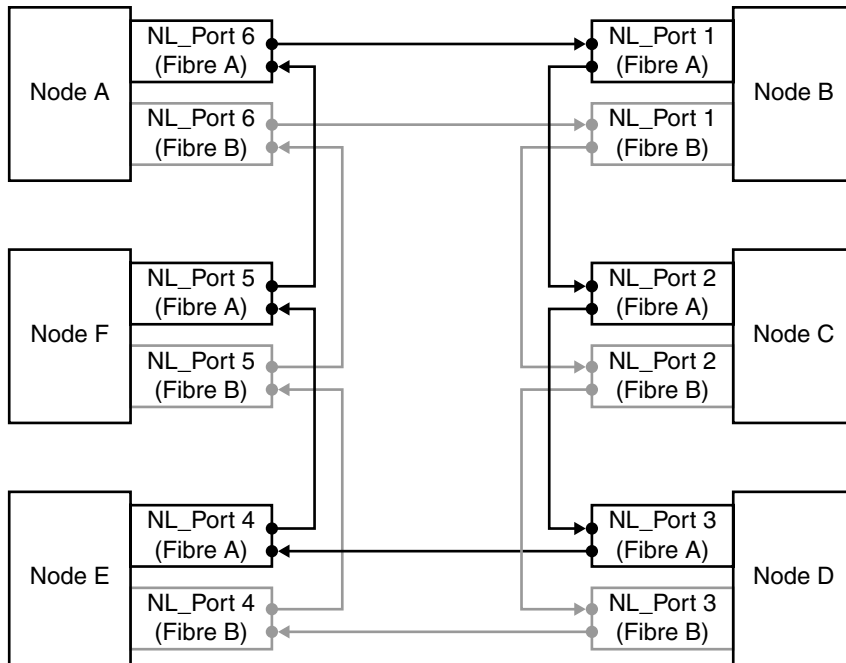 Node A
NL_Port 6
(Fibre A)
NL_Port 6
(Fibre B)
NL_Port 1
(Fibre A)
NL_Port 1
(Fibre B)
Node B
Node F
NL_Port 5
(Fibre A)
NL_Port 5
(Fibre B)
NL_Port 2
(Fibre A)
NL_Port 2
(Fibre B)
Node C
Node E
NL_Port 4
(Fibre A)
NL_Port 4
(Fibre B)
NL_Port 3
(Fibre A)
NL_Port 3
(Fibre B)
Node D